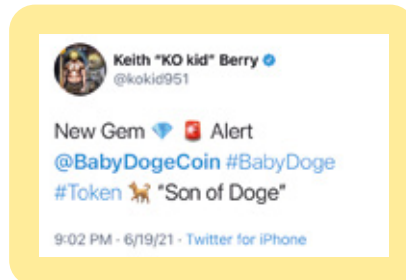 Keith "KO kid" Berry
@kokid951
New Gem 💎 🚨 Alert
@BabyDogeCoin #BabyDoge
#Token 🐕 "Son of Doge"
9:02 PM · 6/19/21 · Twitter for iPhone